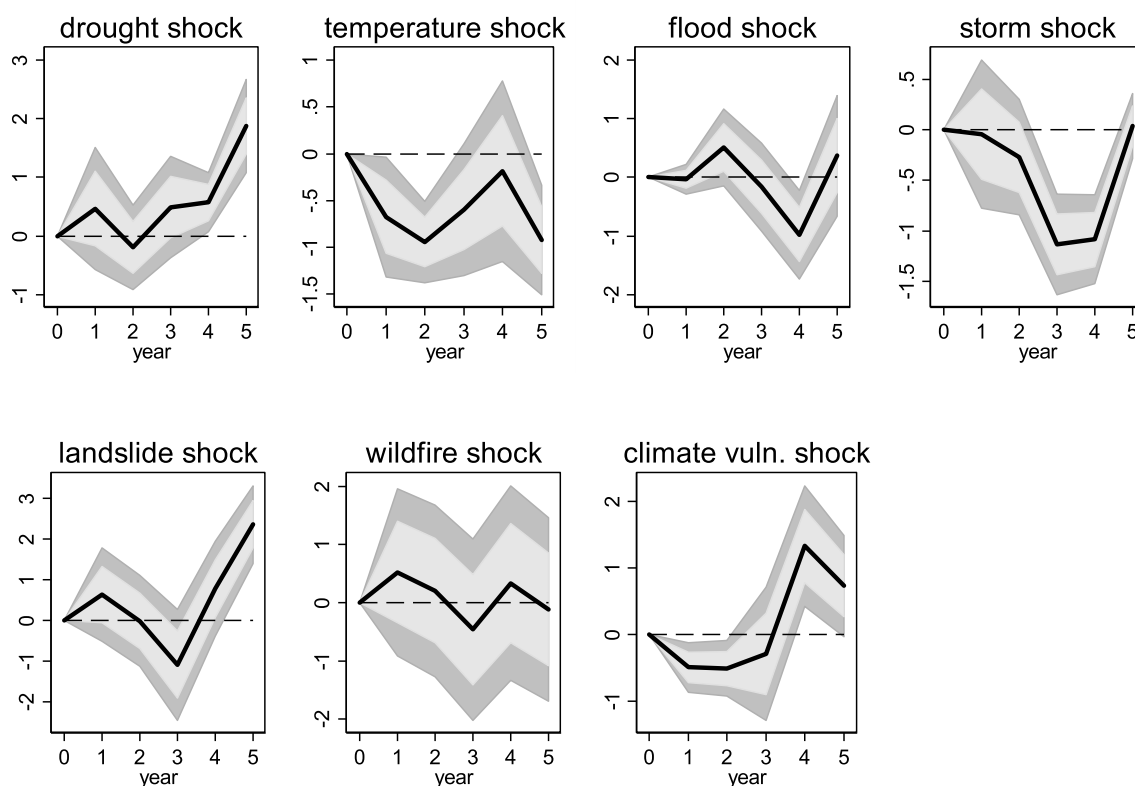 drought shock
3
2
1
0
-1
0 1 2 3 4 5
year
temperature shock
1
.5
0
-.5
-1
-1.5
0 1 2 3 4 5
year
flood shock
2
1
0
-1
-2
0 1 2 3 4 5
year
storm shock
.5
0
-.5
-1
-1.5
0 1 2 3 4 5
year
landslide shock
3
2
1
0
-1
-2
0 1 2 3 4 5
year
wildfire shock
2
1
0
-1
-2
0 1 2 3 4 5
year
climate vuln. shock
2
1
0
-1
0 1 2 3 4 5
year